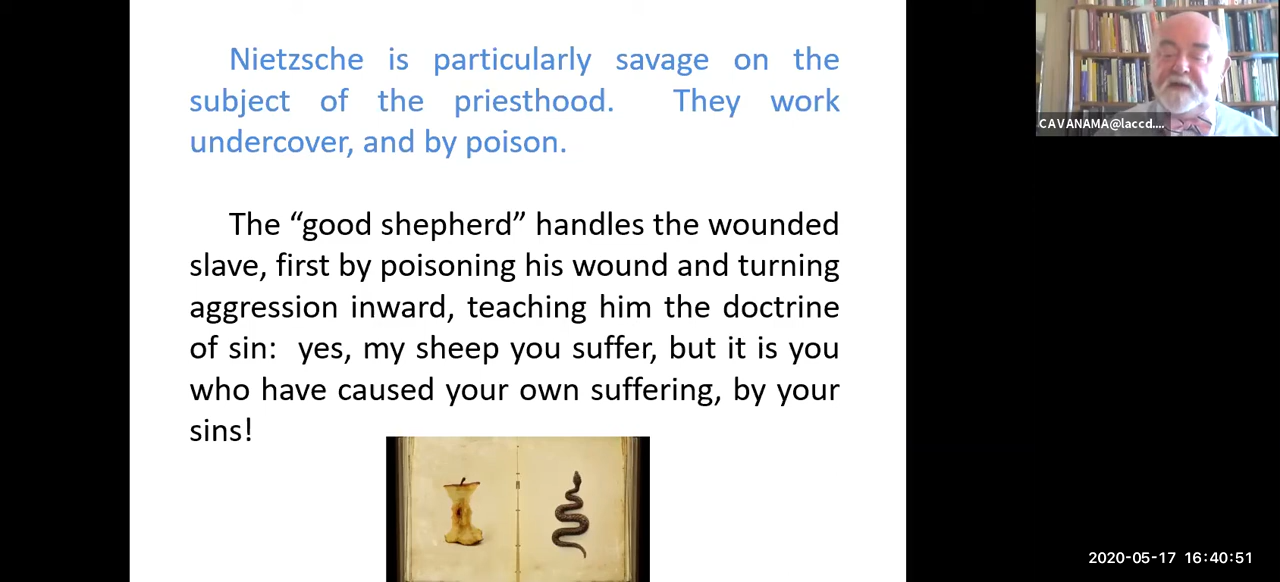 Nietzsche is particularly savage on the
subject of the priesthood. They work
undercover, and by poison.
The “good shepherd” handles the wounded
slave, first by poisoning his wound and turning
aggression inward, teaching him the doctrine
of sin: yes, my sheep you suffer, but it is you
who have caused your own suffering, by your
sins!
CAVANAMA@laccd....
2020-05-17 16:40:51